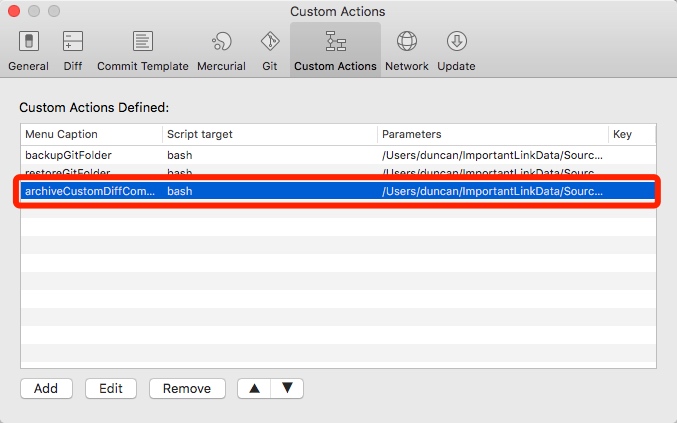 Custom Actions
General Diff Commit Template Mercurial Git Custom Actions Network Update
Custom Actions Defined:
Menu Caption Script target Parameters Key
backupGitFolder bash /Users/duncan/ImportantLinkData/Sourc...
restoreGitFolder bash /Users/duncan/ImportantLinkData/Sourc...
archiveCustomDiffCom... bash /Users/duncan/ImportantLinkData/Sourc...
Add Edit Remove